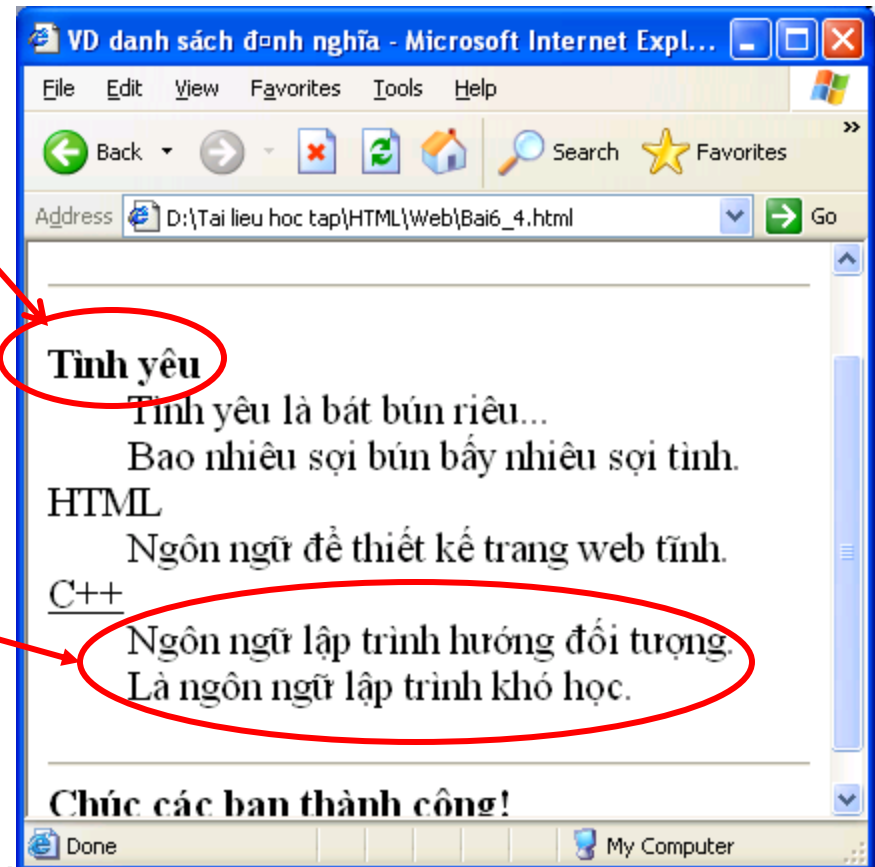 VD danh sách đ¤nh nghĩa - Microsoft Internet Expl...
File Edit View Favorites Tools Help
Back Search Favorites »
Address D:\Tai lieu hoc tap\HTML\Web\Bai6_4.html Go
Tình yêu
Tình yêu là bát bún riêu...
Bao nhiêu sợi bún bấy nhiêu sợi tình.
HTML
Ngôn ngữ để thiết kế trang web tĩnh.
C++
Ngôn ngữ lập trình hướng đối tượng.
Là ngôn ngữ lập trình khó học.
Chúc các bạn thành công!
Done My Computer